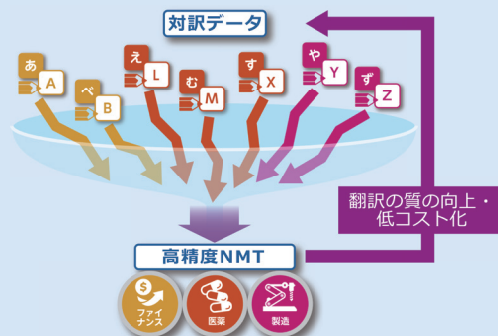 対訳データ
あ
A
べ
B
え
L
む
M
す
X
や
Y
ず
Z
翻訳の質の向上・
低コスト化
高精度NMT
ファイ
ナンス
医薬
製造